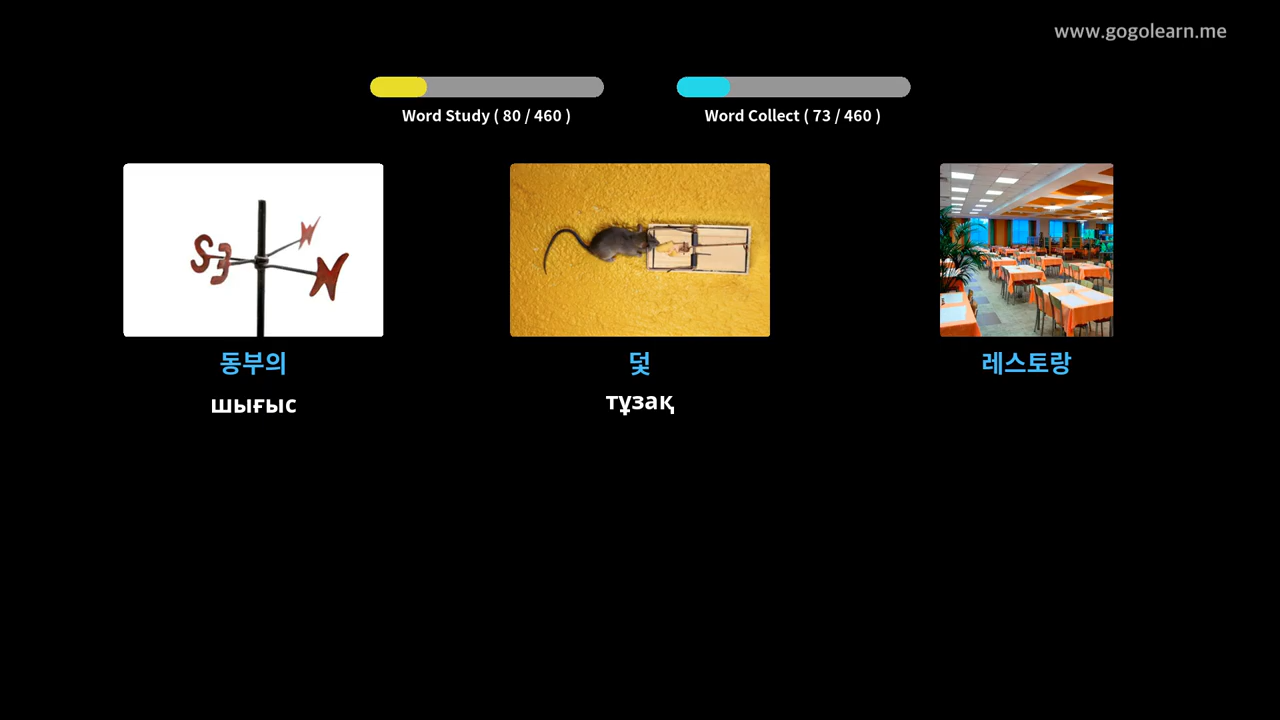 www.gogolearn.me
Word Study ( 80 / 460 )
Word Collect ( 73 / 460 )
S E N W
동부의
шығыс
덫
тұзақ
레스토랑